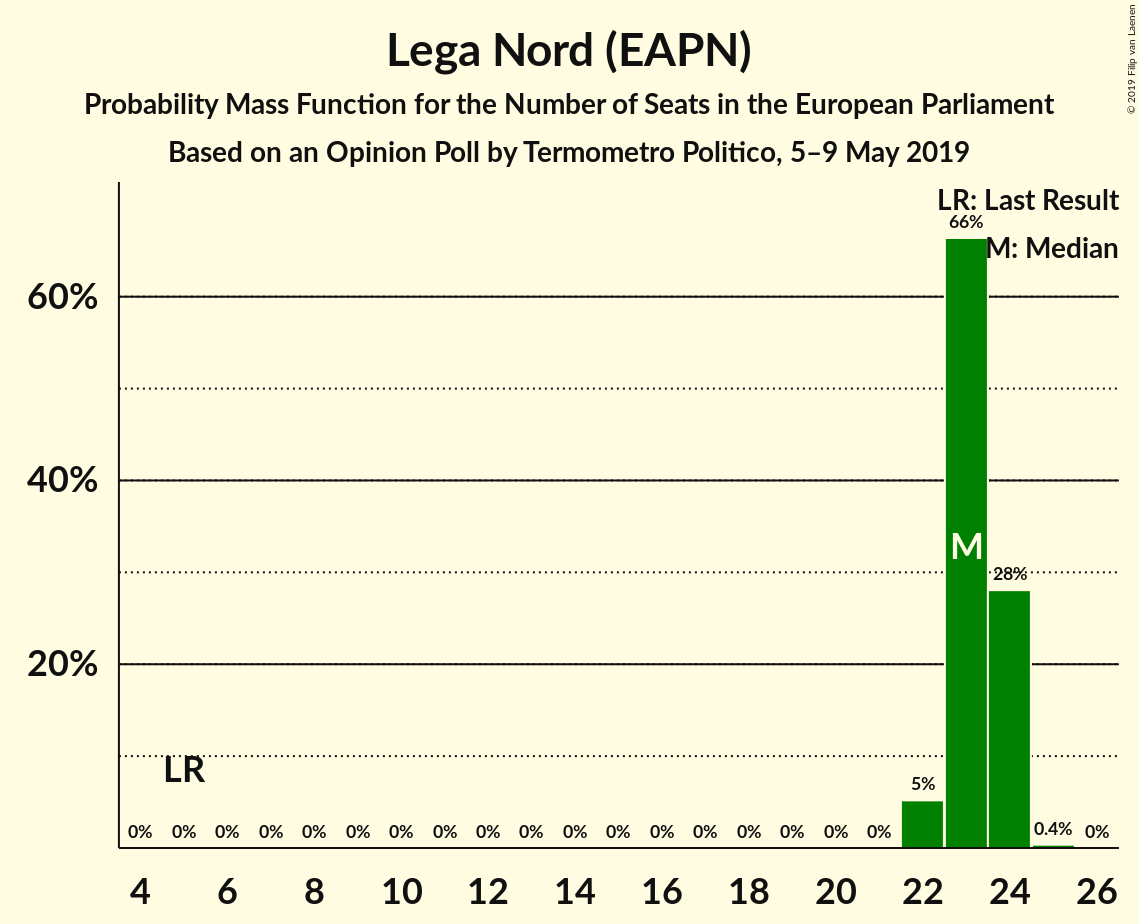 Lega Nord (EAPN)
Probability Mass Function for the Number of Seats in the European Parliament
Based on an Opinion Poll by Termometro Politico, 5–9 May 2019
© 2019 Filip van Laenen
LR: Last Result
M: Median
66%
60%
40%
M
28%
20%
LR
5%
0% 0% 0% 0% 0% 0% 0% 0% 0% 0% 0% 0% 0% 0% 0% 0% 0% 0% 0.4% 0%
4 6 8 10 12 14 16 18 20 22 24 26